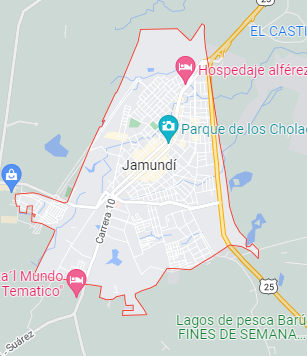 25
EL CASTI
Hospedaje alférez
Parque de los Cholad
Jamundí
Carrera 10
a´l Mundo
Tematico"
25
Lagos de pesca Barú
FINES DE SEMANA...
Suárez